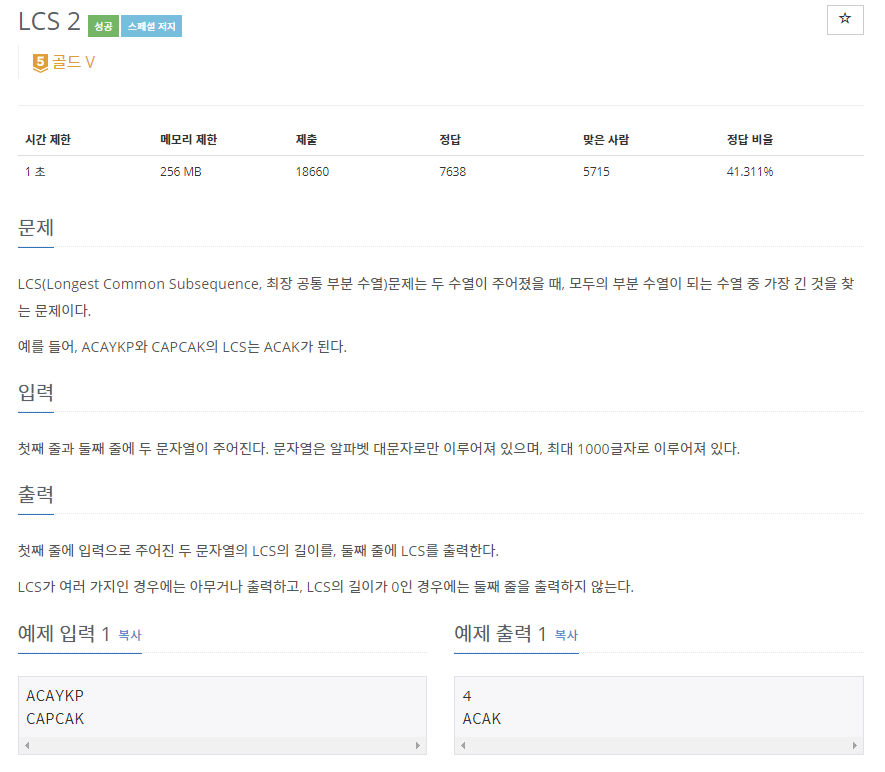 LCS 2 성공 스페셜 저지
☆
5 골드 V
시간 제한 메모리 제한 제출 정답 맞은 사람 정답 비율
1 초 256 MB 18660 7638 5715 41.311%
문제
LCS(Longest Common Subsequence, 최장 공통 부분 수열)문제는 두 수열이 주어졌을 때, 모두의 부분 수열이 되는 수열 중 가장 긴 것을 찾
는 문제이다.
예를 들어, ACAYKP와 CAPCAK의 LCS는 ACAK가 된다.
입력
첫째 줄과 둘째 줄에 두 문자열이 주어진다. 문자열은 알파벳 대문자로만 이루어져 있으며, 최대 1000글자로 이루어져 있다.
출력
첫째 줄에 입력으로 주어진 두 문자열의 LCS의 길이를, 둘째 줄에 LCS를 출력한다.
LCS가 여러 가지인 경우에는 아무거나 출력하고, LCS의 길이가 0인 경우에는 둘째 줄을 출력하지 않는다.
예제 입력 1 복사
ACAYKP
CAPCAK
예제 출력 1 복사
4
ACAK